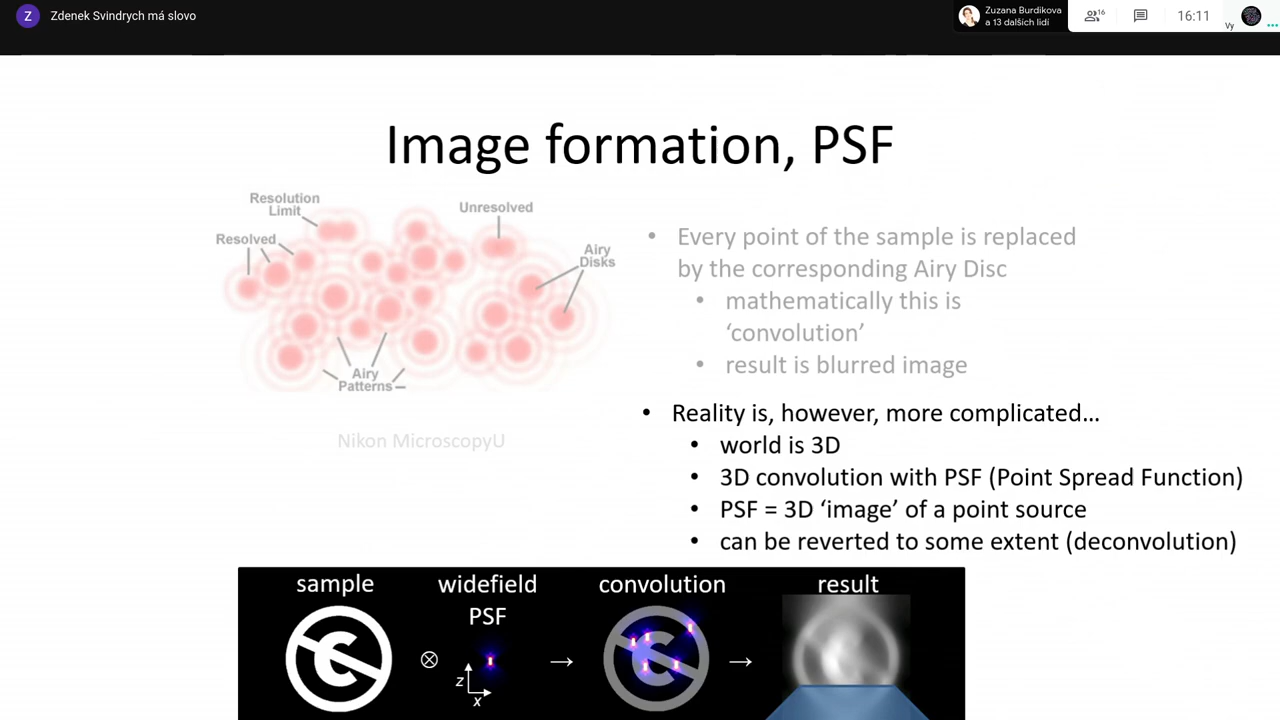 Z Zdenek Svindrych má slovo
Zuzana Burdikova
a 13 dalších lidí
16
16:11
Vy
Image formation, PSF
Resolution
Limit
Unresolved
Resolved
Airy
Disks
Airy
Patterns
Nikon MicroscopyU
• Every point of the sample is replaced
by the corresponding Airy Disc
• mathematically this is
‘convolution’
• result is blurred image
• Reality is, however, more complicated…
• world is 3D
• 3D convolution with PSF (Point Spread Function)
• PSF = 3D ‘image’ of a point source
• can be reverted to some extent (deconvolution)
sample widefield convolution result
PSF
⊗ → →
z
x